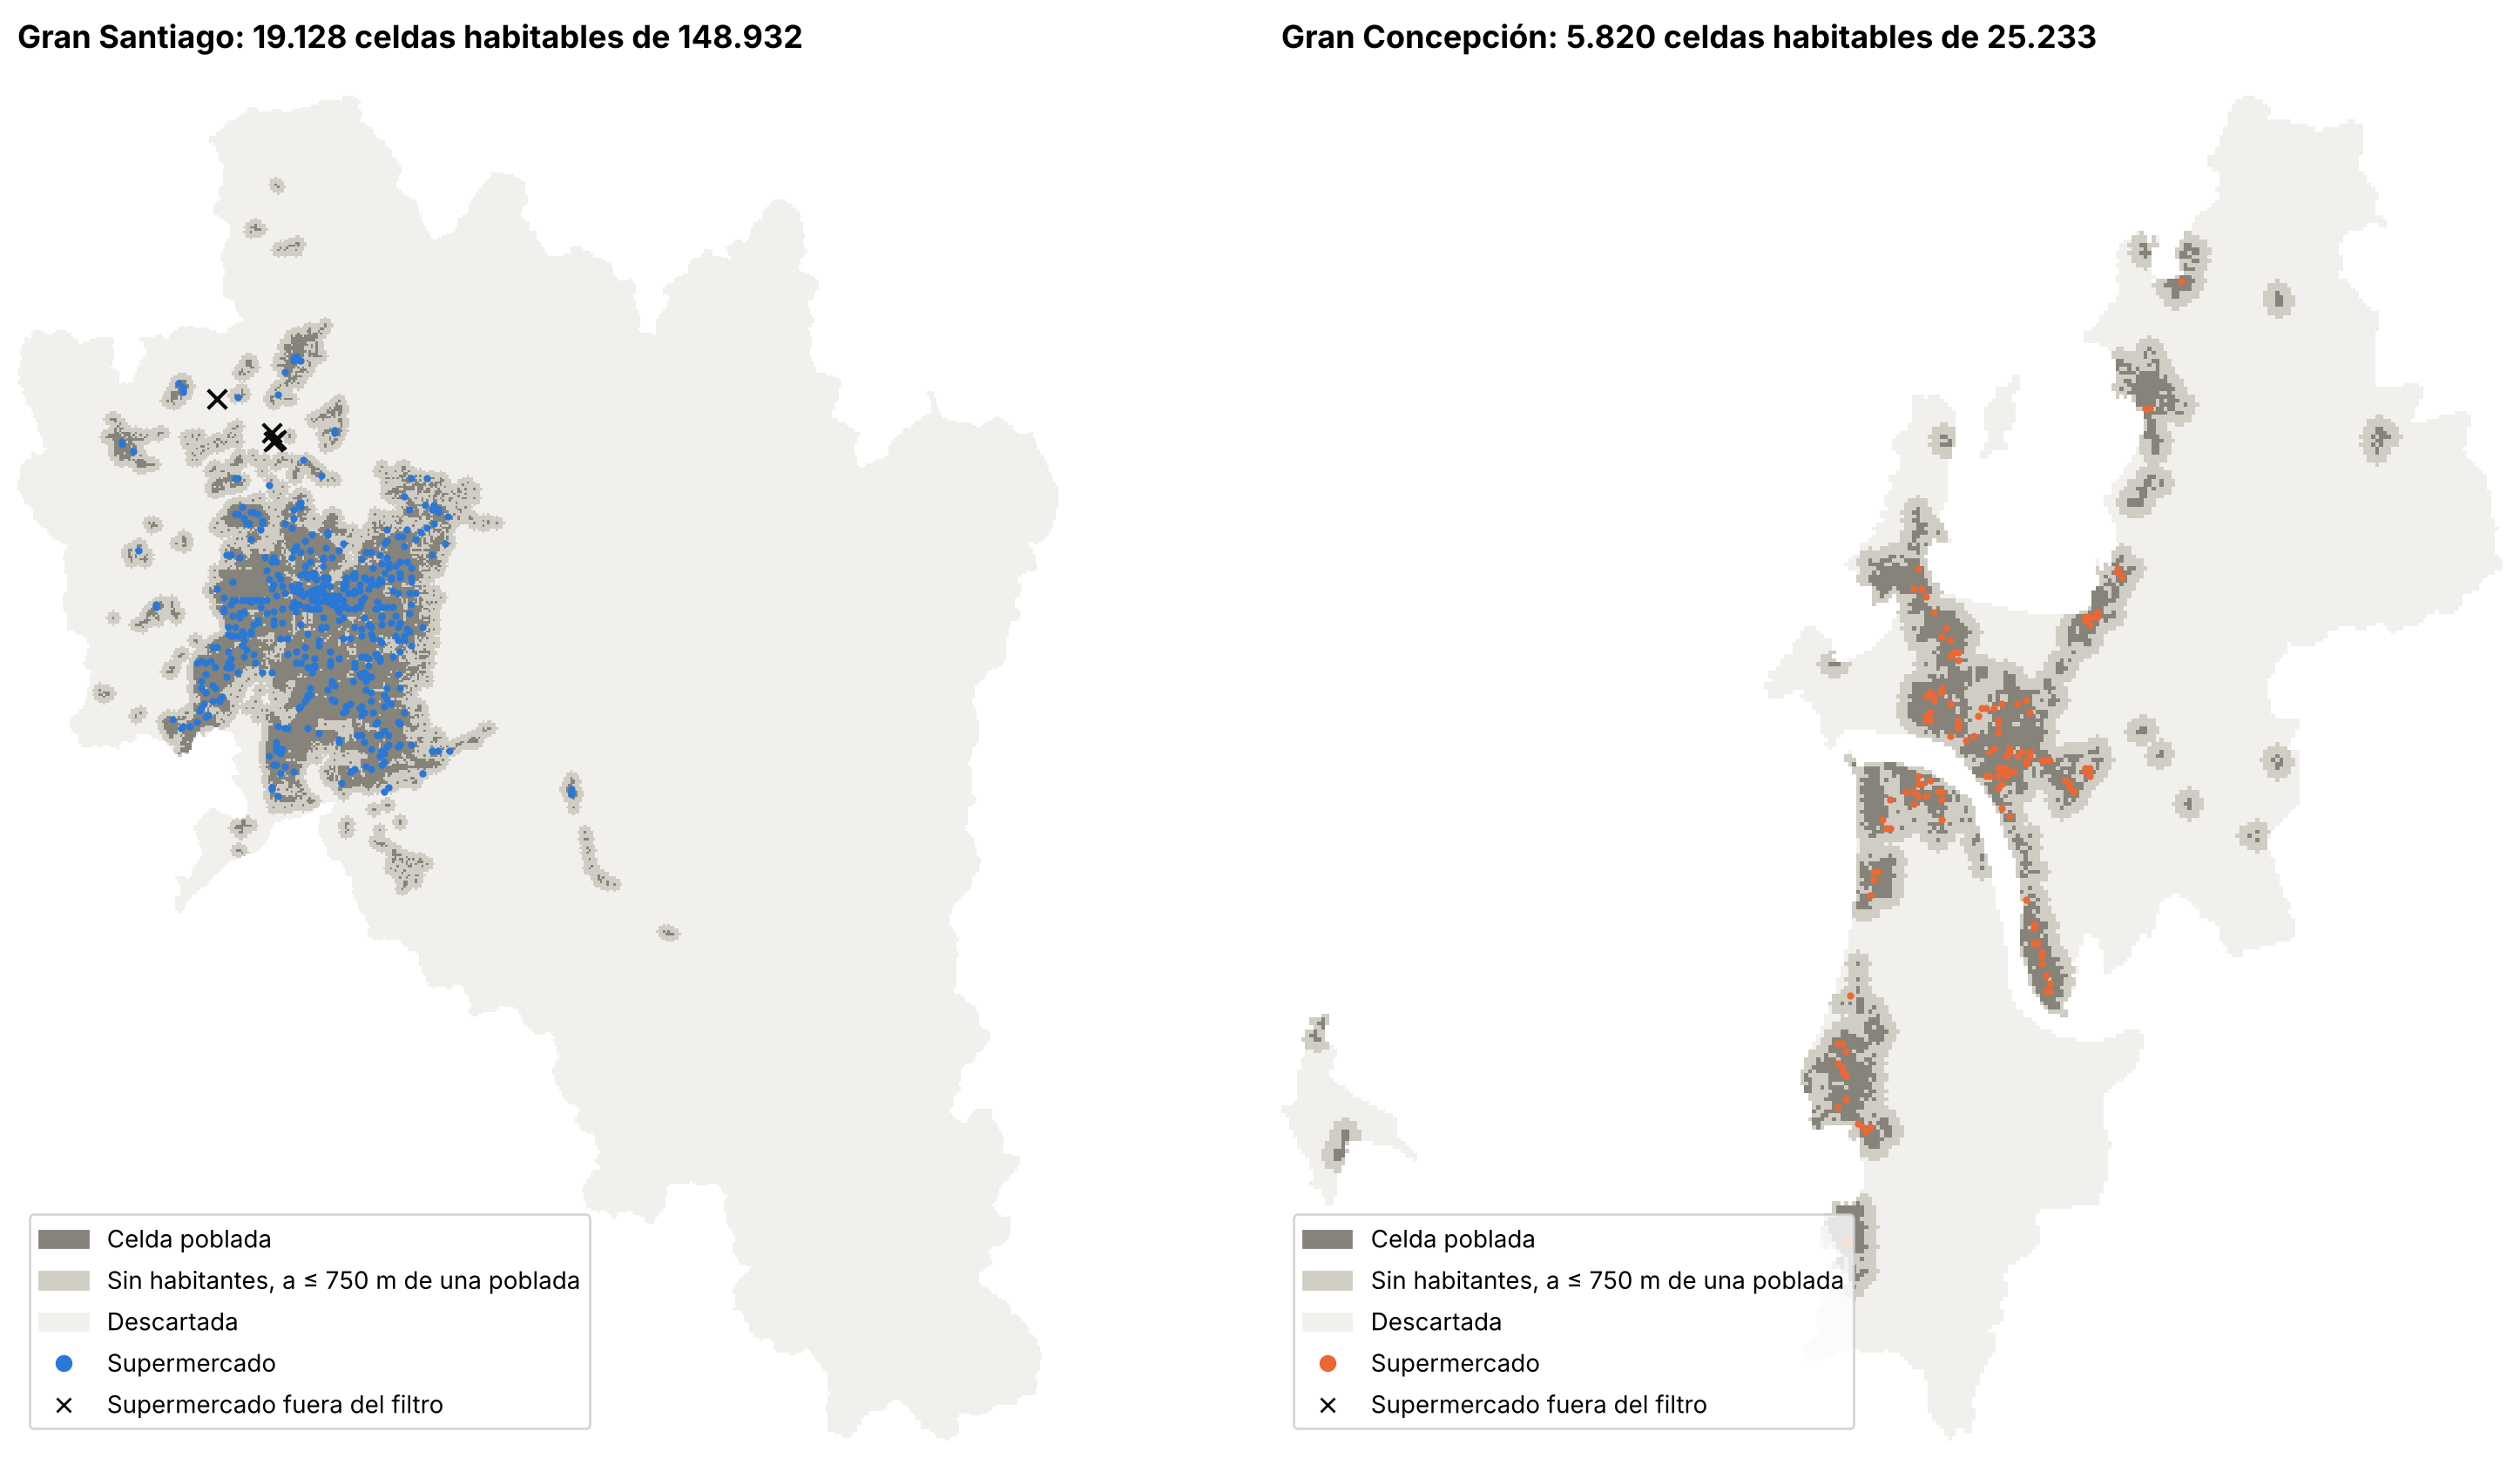 Gran Santiago: 19.128 celdas habitables de 148.932
Celda poblada
Sin habitantes, a ≤ 750 m de una poblada
Descartada
Supermercado
Supermercado fuera del filtro
Gran Concepción: 5.820 celdas habitables de 25.233
Celda poblada
Sin habitantes, a ≤ 750 m de una poblada
Descartada
Supermercado
Supermercado fuera del filtro